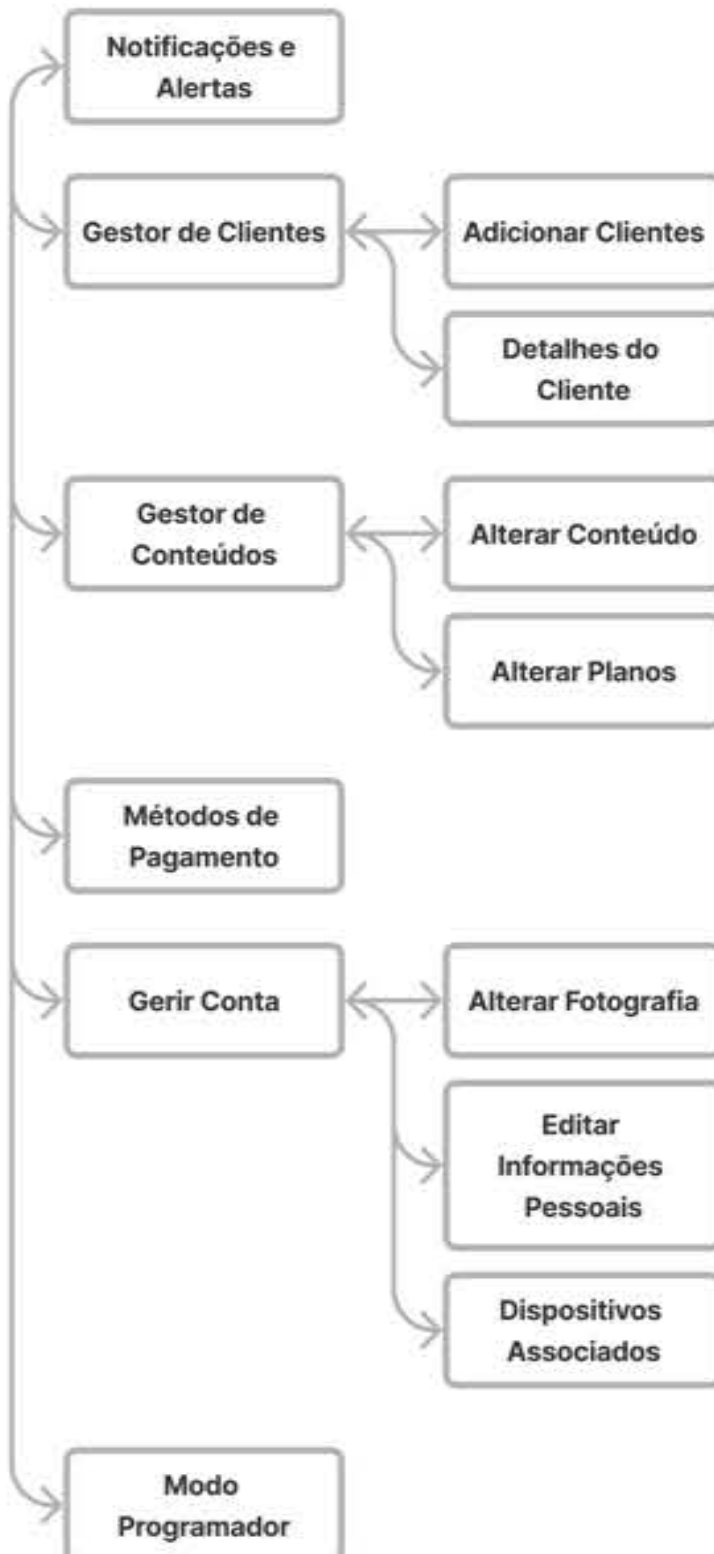 Notificações e
Alertas
Gestor de Clientes
Adicionar Clientes
Detalhes do
Cliente
Gestor de
Conteúdos
Alterar Conteúdo
Alterar Planos
Métodos de
Pagamento
Gerir Conta
Alterar Fotografia
Editar
Informações
Pessoais
Dispositivos
Associados
Modo
Programador